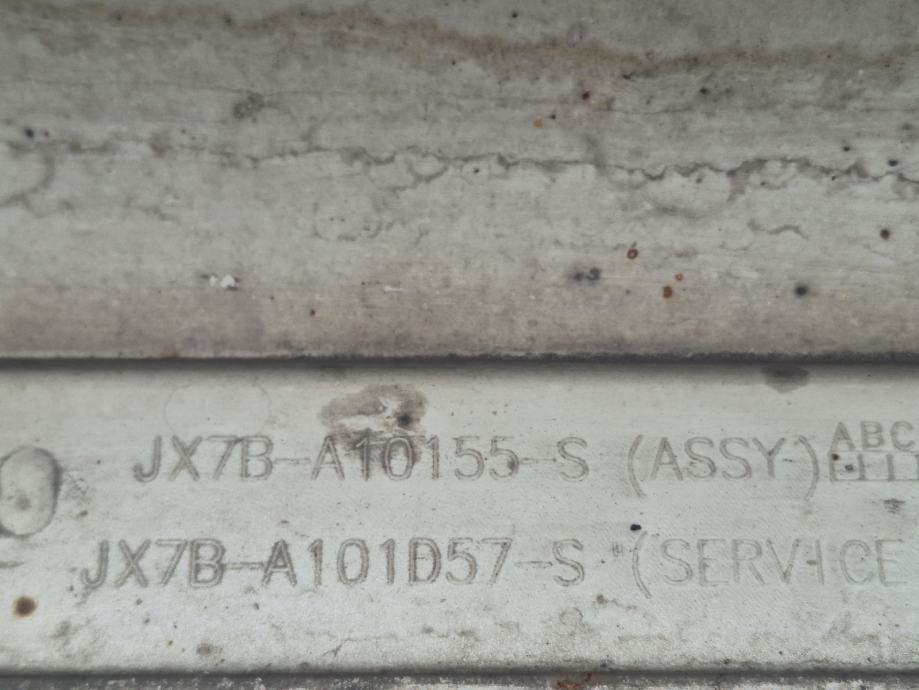 JX7B-A10155-S (ASSY) ABC
JX7B-A101D57-S (SERVICE